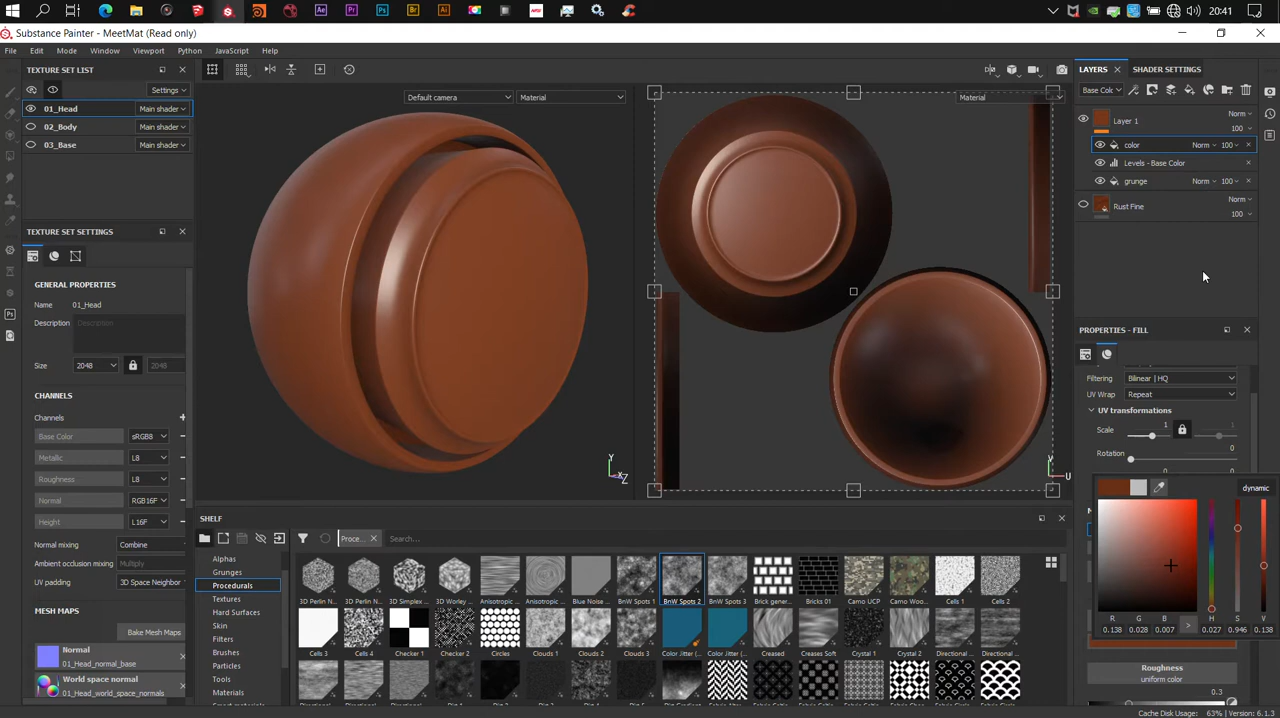 20:41
Substance Painter - MeetMat (Read only)
File Edit Mode Window Viewport Python JavaScript Help
TEXTURE SET LIST
Settings
01_Head Main shader
02_Body Main shader
03_Base Main shader
TEXTURE SET SETTINGS
GENERAL PROPERTIES
Name 01_Head
Description Description
Size 2048 2048
CHANNELS
Channels
Base Color sRGB8
Metallic L8
Roughness L8
Normal RGB16F
Height L16F
Normal mixing Combine
Ambient occlusion mixing Multiply
UV padding 3D Space Neighbor
MESH MAPS
Bake Mesh Maps
Normal
01_Head_normal_base
World space normal
01_Head_world_space_normals
Default camera Material
Material
Y
Z
V
U
SHELF
Proce...
Search...
Alphas
Grunges
Procedurals
Textures
Hard Surfaces
Skin
Filters
Brushes
Particles
Tools
Materials
3D Perlin N... 3D Perlin N... 3D Simplex ... 3D Worley ... Anisotropic ... Anisotropic ... Blue Noise ... BnW Spots 1 BnW Spots 2 BnW Spots 3 Brick gener... Bricks 01 Camo UCP Camo Woo... Cells 1 Cells 2
Cells 3 Cells 4 Checker 1 Checker 2 Circles Clouds 1 Clouds 2 Clouds 3 Color Jitter (... Color Jitter (... Creased Creases Soft Crystal 1 Crystal 2 Directional ... Directional ...
LAYERS SHADER SETTINGS
Base Colo
Layer 1 Norm
100
color Norm 100
Levels - Base Color
grunge Norm 100
Rust Fine Norm
100
PROPERTIES - FILL
Filtering Bilinear | HQ
UV Wrap Repeat
UV transformations
Scale 1
Rotation 0
dynamic
R G B H S V
0.138 0.028 0.007 0.027 0.946 0.138
Roughness
uniform color
0.3
Cache Disk Usage: 63% | Version: 6.1.3